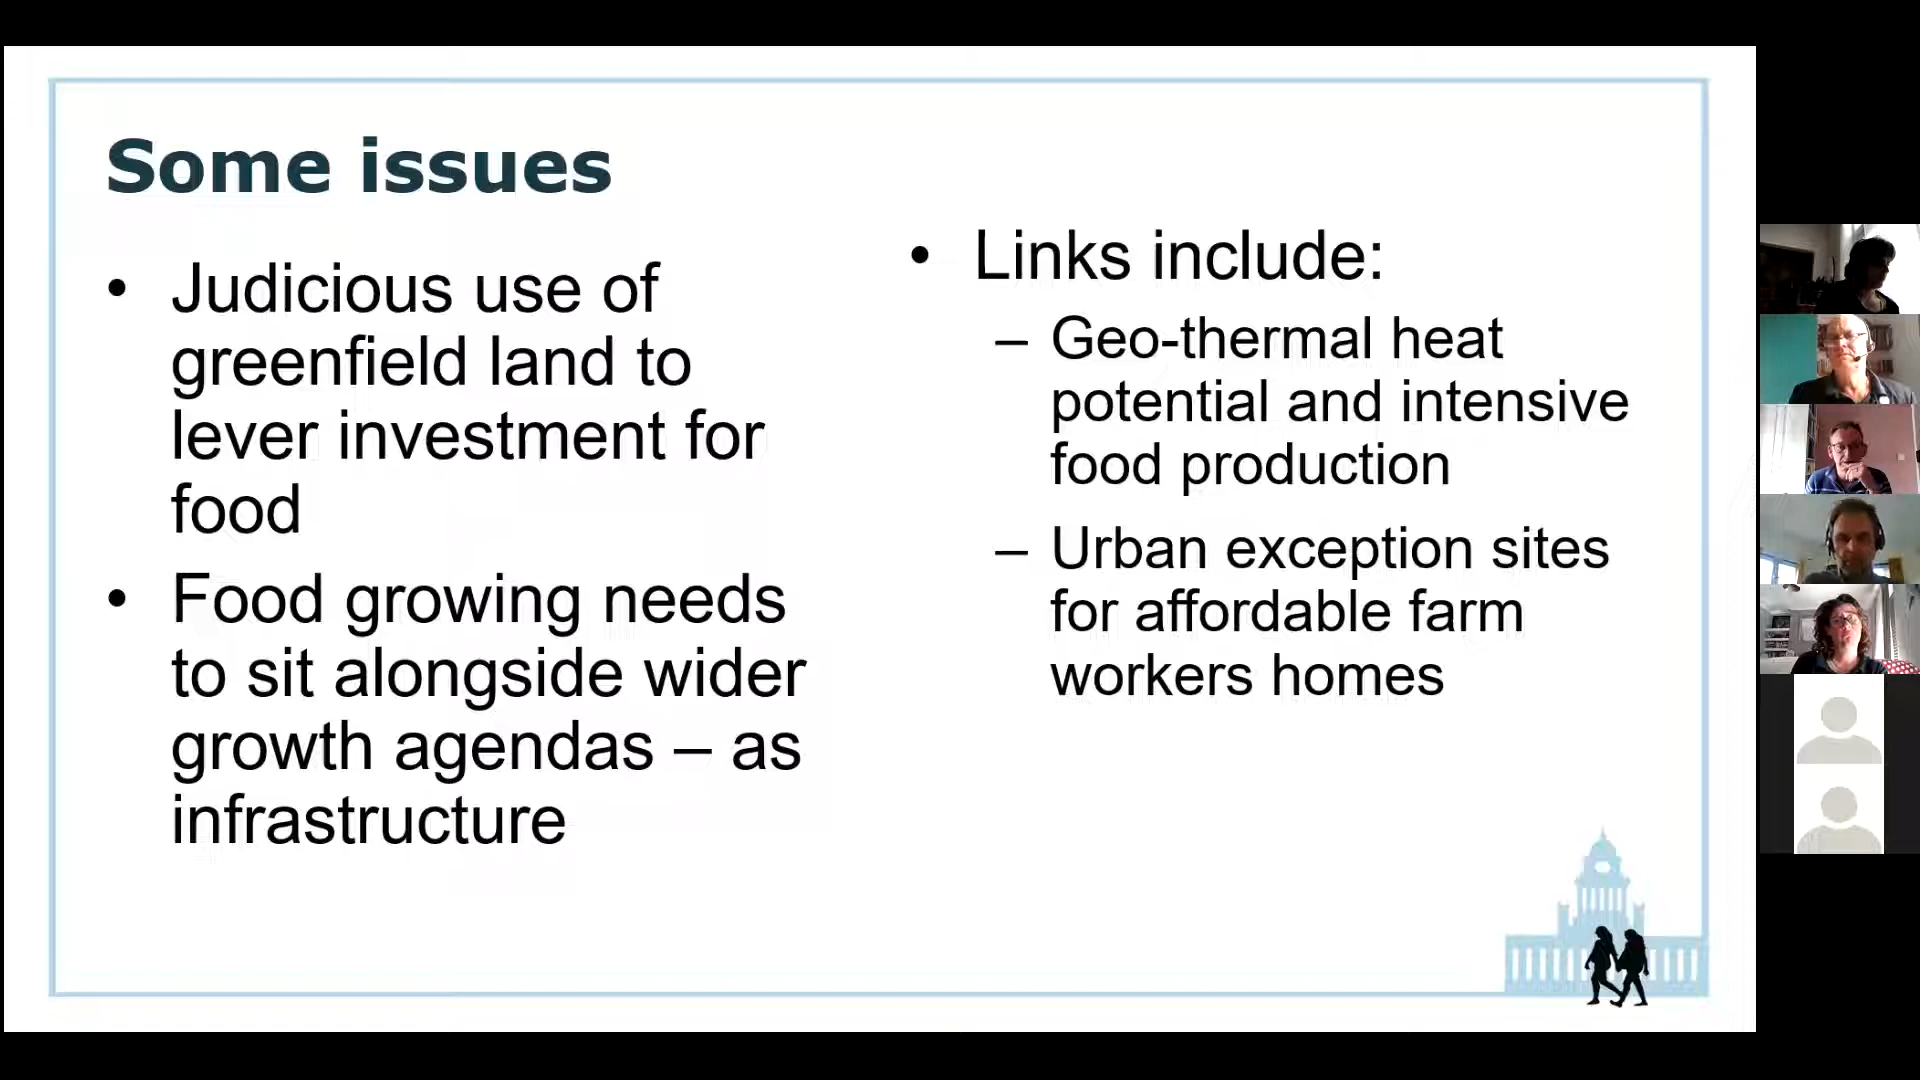 Some issues
• Judicious use of
greenfield land to
lever investment for
food
• Food growing needs
to sit alongside wider
growth agendas – as
infrastructure
• Links include:
– Geo-thermal heat
potential and intensive
food production
– Urban exception sites
for affordable farm
workers homes